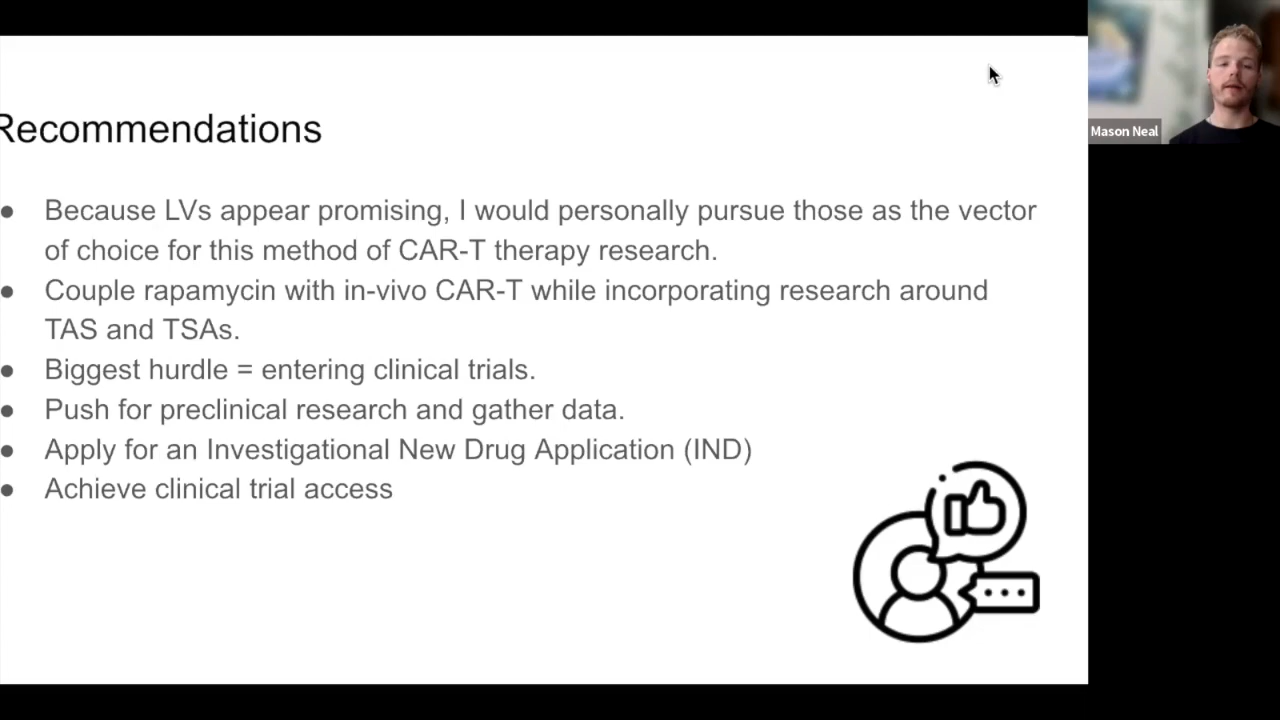 Recommendations
● Because LVs appear promising, I would personally pursue those as the vector
of choice for this method of CAR-T therapy research.
● Couple rapamycin with in-vivo CAR-T while incorporating research around
TAS and TSAs.
● Biggest hurdle = entering clinical trials.
● Push for preclinical research and gather data.
● Apply for an Investigational New Drug Application (IND)
● Achieve clinical trial access
Mason Neal